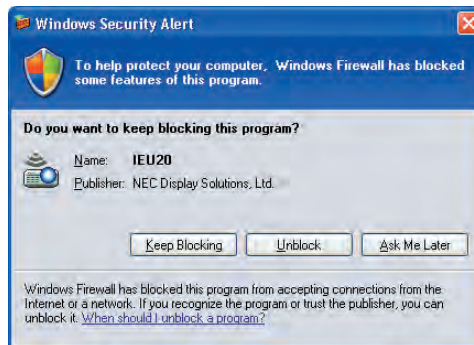 Windows Security Alert
To help protect your computer, Windows Firewall has blocked
some features of this program.
Do you want to keep blocking this program?
Name: IEU20
Publisher: NEC Display Solutions, Ltd.
Keep Blocking Unblock Ask Me Later
Windows Firewall has blocked this program from accepting connections from the
Internet or a network. If you recognize the program or trust the publisher, you can
unblock it. When should I unblock a program?